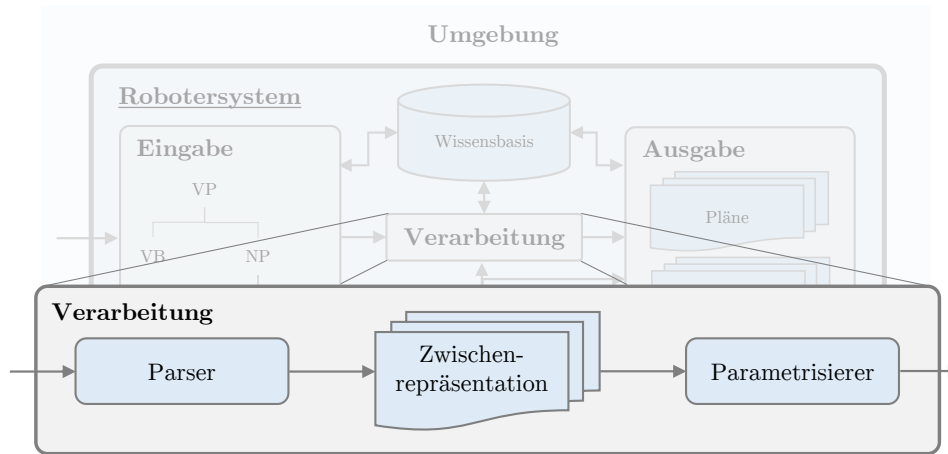 Umgebung
Robotersystem
Eingabe
VP
VB
NP
Wissensbasis
Ausgabe
Pläne
Verarbeitung
Verarbeitung
Parser
Zwischen-
repräsentation
Parametrisierer